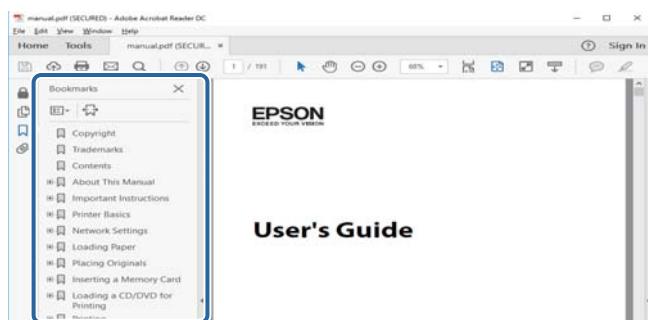 manual.pdf (SECURED) - Adobe Acrobat Reader DC
File Edit View Window Help
Home Tools manual.pdf (SECUR... × Sign In
1 / 191 60%
Bookmarks
Copyright
Trademarks
Contents
About This Manual
Important Instructions
Printer Basics
Network Settings
Loading Paper
Placing Originals
Inserting a Memory Card
Loading a CD/DVD for
Printing
Printing
EPSON
EXCEED YOUR VISION
User's Guide